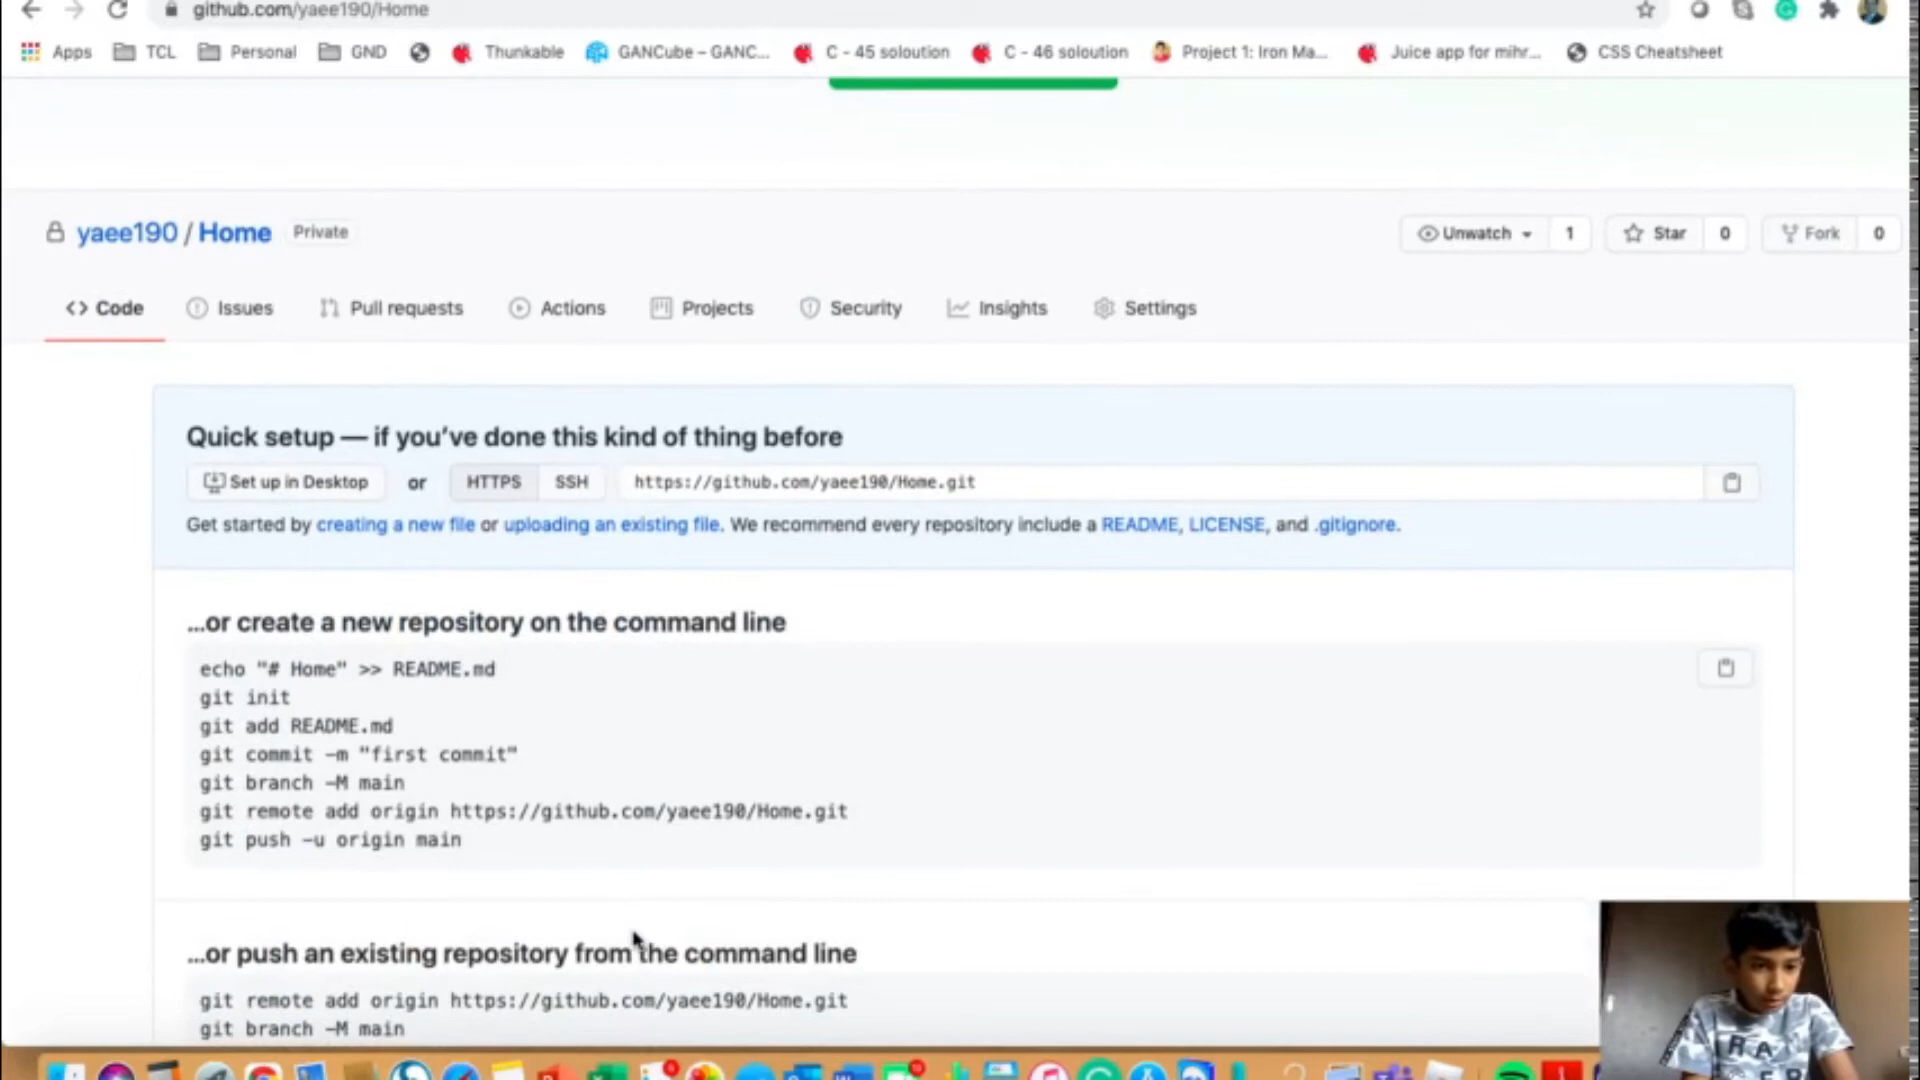 github.com/yaee190/Home
Apps TCL Personal GND Thunkable GANCube – GANC... C - 45 soloution C - 46 soloution Project 1: Iron Ma... Juice app for mihr... CSS Cheatsheet
yaee190 / Home Private Unwatch 1 Star 0 Fork 0
Code Issues Pull requests Actions Projects Security Insights Settings
Quick setup — if you’ve done this kind of thing before
Set up in Desktop or HTTPS SSH https://github.com/yaee190/Home.git
Get started by creating a new file or uploading an existing file. We recommend every repository include a README, LICENSE, and .gitignore.
…or create a new repository on the command line
echo "# Home" >> README.md
git init
git add README.md
git commit -m "first commit"
git branch -M main
git remote add origin https://github.com/yaee190/Home.git
git push -u origin main
…or push an existing repository from the command line
git remote add origin https://github.com/yaee190/Home.git
git branch -M main